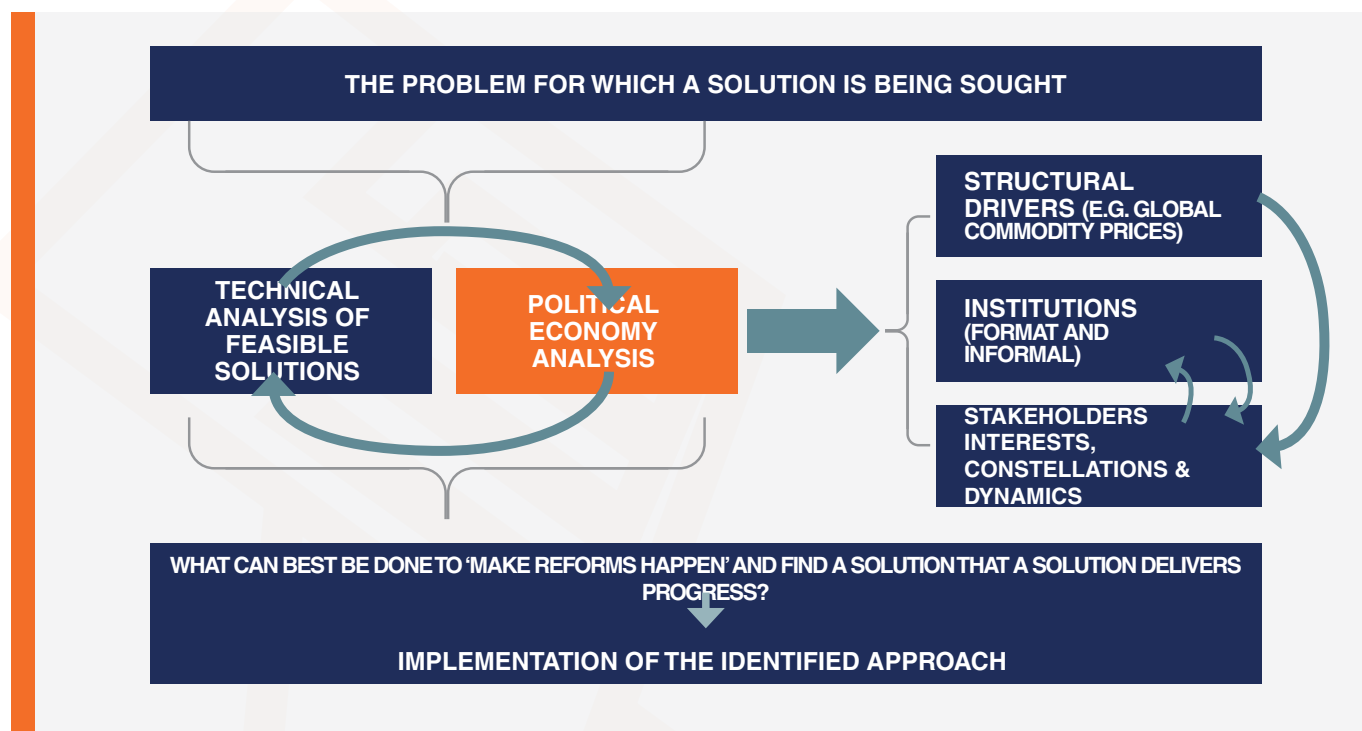 THE PROBLEM FOR WHICH A SOLUTION IS BEING SOUGHT
TECHNICAL
ANALYSIS OF
FEASIBLE
SOLUTIONS
POLITICAL
ECONOMY
ANALYSIS
STRUCTURAL
DRIVERS (E.G. GLOBAL
COMMODITY PRICES)
INSTITUTIONS
(FORMAT AND
INFORMAL)
STAKEHOLDERS
INTERESTS,
CONSTELLATIONS &
DYNAMICS
WHAT CAN BEST BE DONE TO ‘MAKE REFORMS HAPPEN’ AND FIND A SOLUTION THAT A SOLUTION DELIVERS
PROGRESS?
IMPLEMENTATION OF THE IDENTIFIED APPROACH